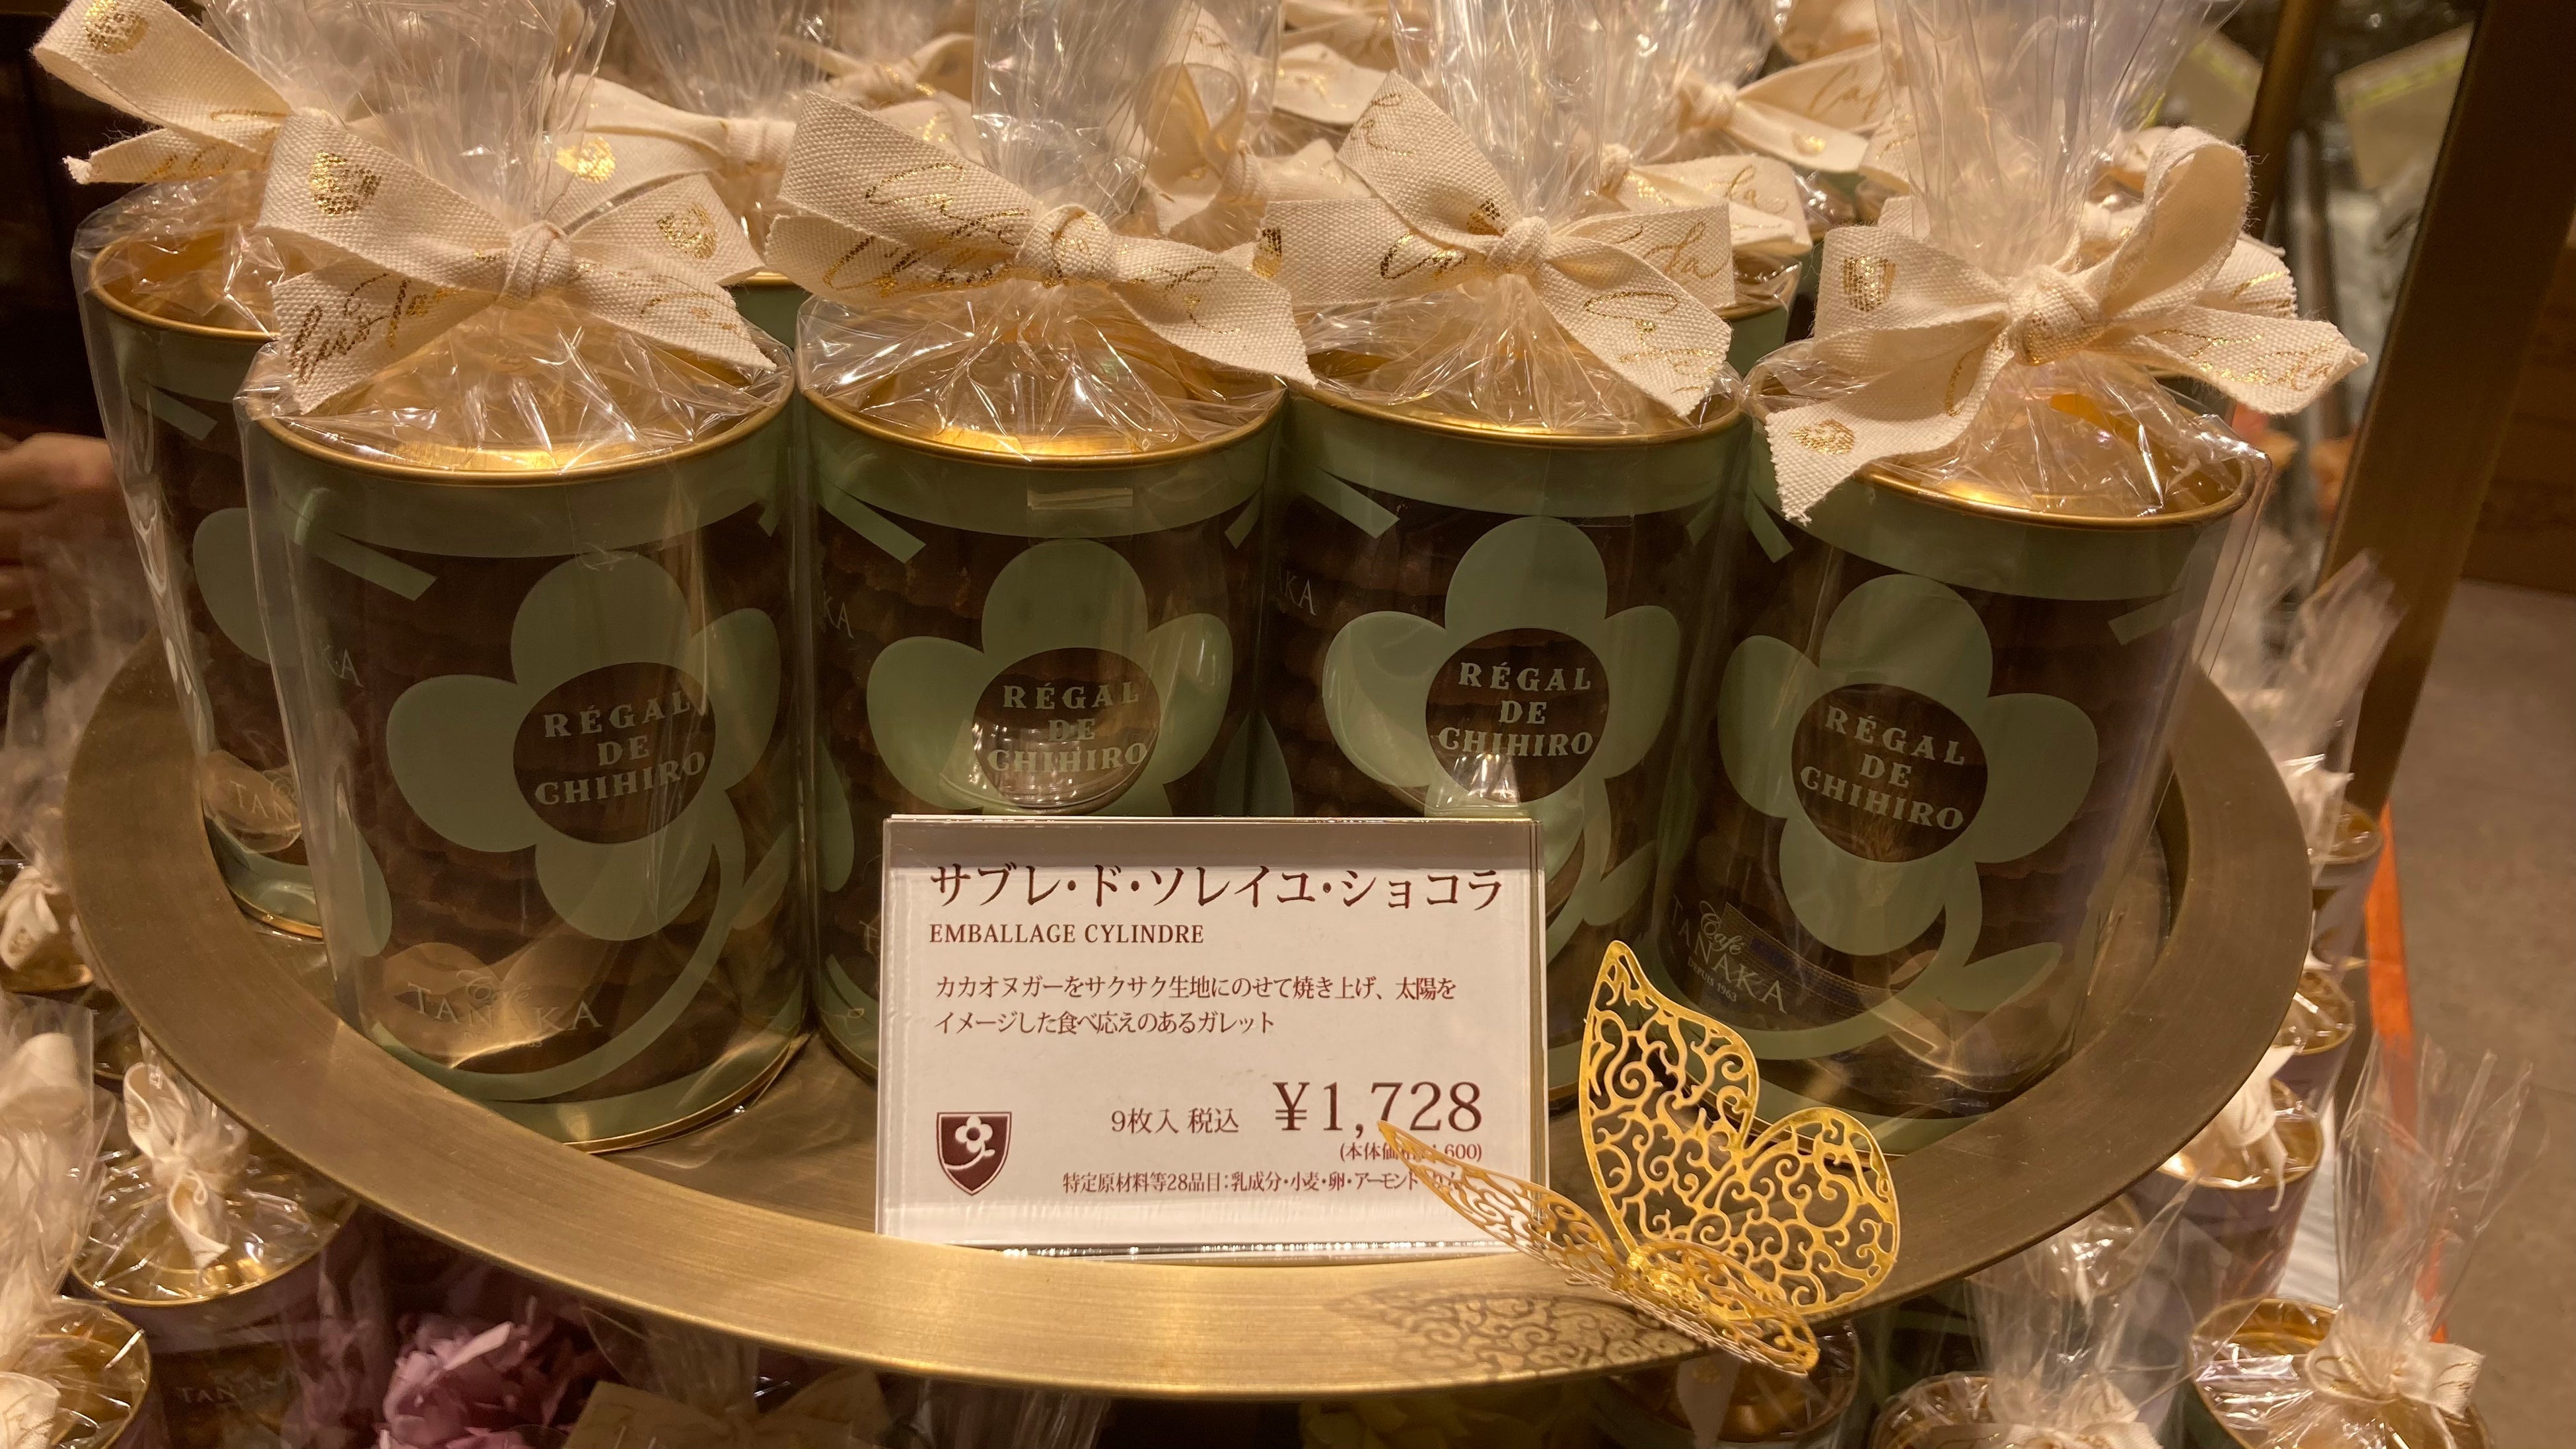 RÉGAL
DE
CHIHIRO
RÉGAL
DE
CHIHIRO
RÉGAL
DE
CHIHIRO
RÉGAL
DE
CHIHIRO
Café
TANAKA
Café
TANAKA
DEPUIS 1963
サブレ・ド・ソレイユ・ショコラ
EMBALLAGE CYLINDRE
カカオヌガーをサクサク生地にのせて焼き上げ、太陽を
イメージした食べ応えのあるガレット
9枚入 税込 ¥1,728
(本体価 600)
特定原材料等28品目:乳成分・小麦・卵・アーモンド